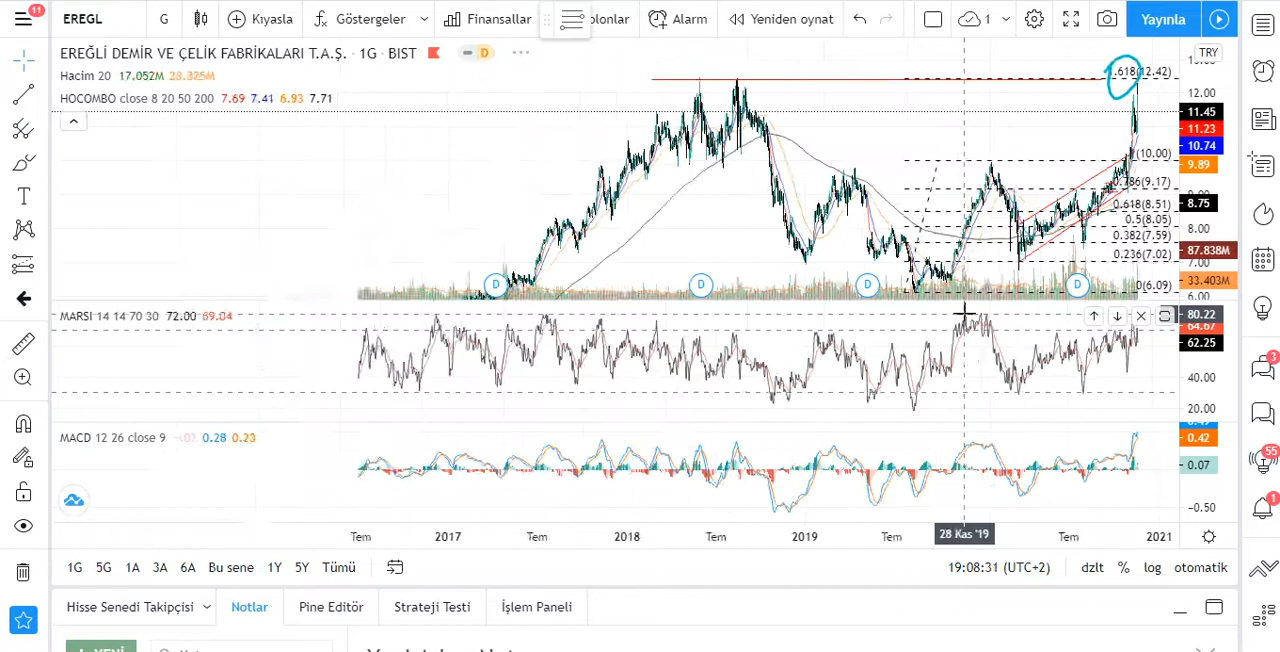 11
EREGL
G
Kıyasla
Göstergeler
Finansallar
olonlar
Alarm
Yeniden oynat
1
Yayınla
EREĞLİ DEMİR VE ÇELİK FABRİKALARI T.A.Ş. · 1G · BIST
D
TRY
Hacim 20 17.052M 28.325M
HOCOMBO close 8 20 50 200 7.69 7.41 6.93 7.71
1.618(12.42)
12.00
11.45
11.23
10.74
(10.00)
9.89
0.786(9.17)
8.75
0.618(8.51)
0.5(8.05)
8.00
0.382(7.59)
87.838M
0.236(7.02)
7.00
33.403M
0(6.09)
6.00
D
D
D
D
MARSI 14 14 70 30 72.00 69.04
80.22
64.67
62.25
40.00
20.00
MACD 12 26 close 9 0.28 0.23
0.42
0.07
−0.50
Tem
2017
Tem
2018
Tem
2019
Tem
28 Kas '19
Tem
2021
1G 5G 1A 3A 6A Bu sene 1Y 5Y Tümü
19:08:31 (UTC+2)
dzlt % log otomatik
Hisse Senedi Takipçisi
Notlar
Pine Editör
Strateji Testi
İşlem Paneli
YENİ
3
55
1